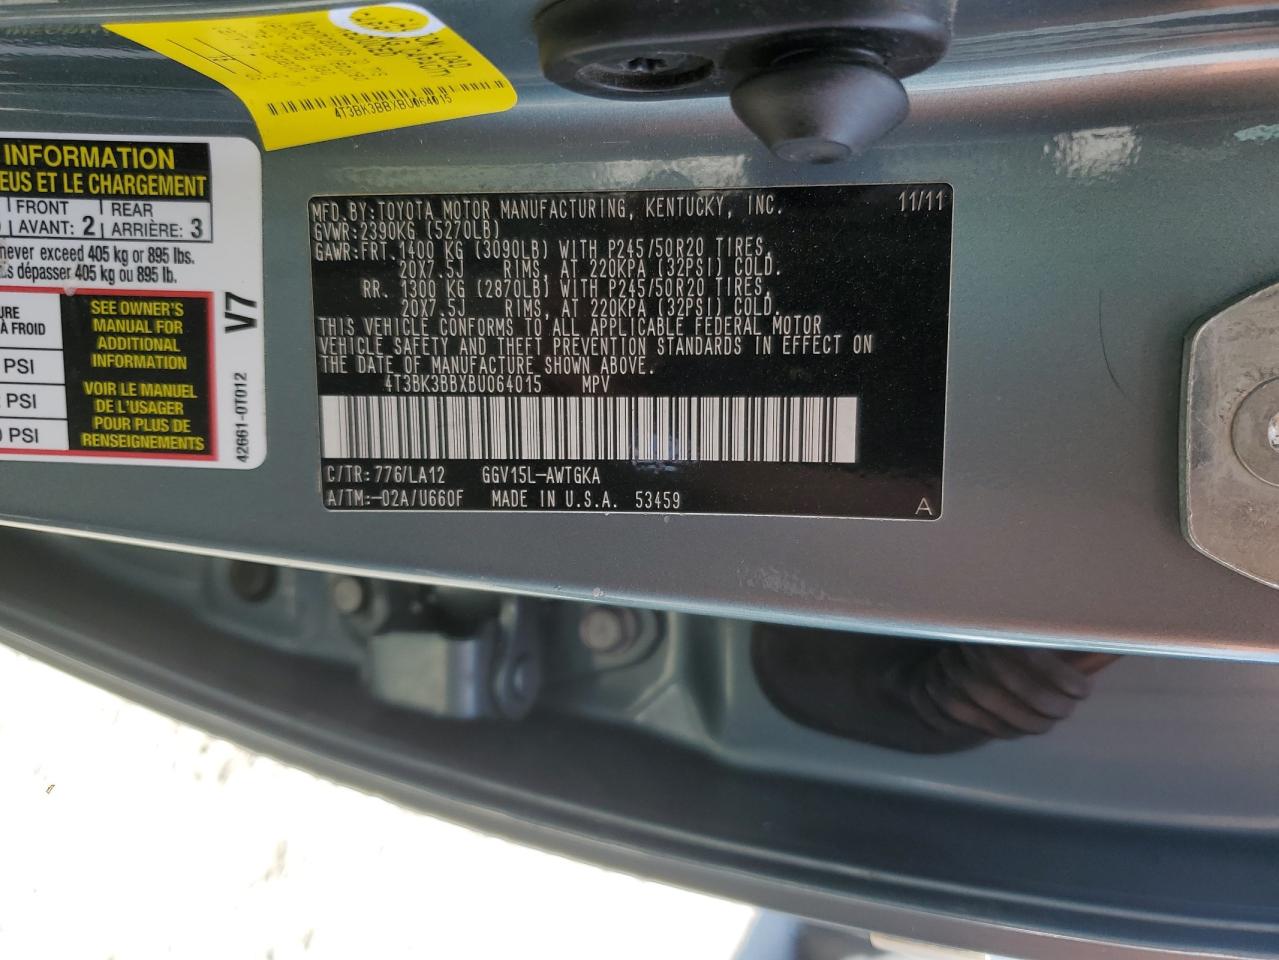 4T3BK3BBXBU064015
INFORMATION
EUS ET LE CHARGEMENT
FRONT
REAR
AVANT: 2
ARRIÈRE: 3
never exceed 405 kg or 895 lbs.
dépasser 405 kg ou 895 lb.
À FROID
PSI
PSI
PSI
SEE OWNER'S
MANUAL FOR
ADDITIONAL
INFORMATION
VOIR LE MANUEL
DE L'USAGER
POUR PLUS DE
RENSEIGNEMENTS
V7
42661-0T012
MFD.BY:TOYOTA MOTOR MANUFACTURING, KENTUCKY, INC. 11/11
GVWR:2390KG (5270LB)
GAWR:FRT. 1400 KG (3090LB) WITH P245/50R20 TIRES,
20X7.5J RIMS, AT 220KPA (32PSI) COLD.
RR. 1300 KG (2870LB) WITH P245/50R20 TIRES,
20X7.5J RIMS, AT 220KPA (32PSI) COLD.
THIS VEHICLE CONFORMS TO ALL APPLICABLE FEDERAL MOTOR
VEHICLE SAFETY AND THEFT PREVENTION STANDARDS IN EFFECT ON
THE DATE OF MANUFACTURE SHOWN ABOVE.
4T3BK3BBXBU064015 MPV
C/TR:776/LA12 GGV15L-AWTGKA
A/TM:-02A/U660F MADE IN U.S.A. 53459
A